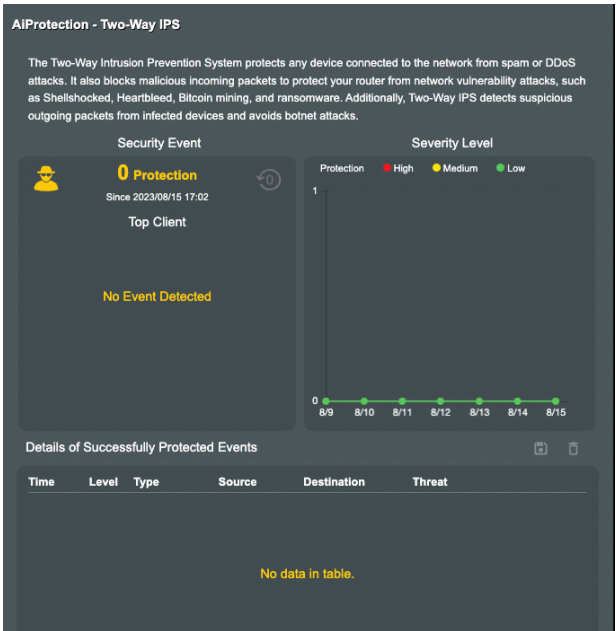 AiProtection - Two-Way IPS
The Two-Way Intrusion Prevention System protects any device connected to the network from spam or DDoS
attacks. It also blocks malicious incoming packets to protect your router from network vulnerability attacks, such
as Shellshocked, Heartbleed, Bitcoin mining, and ransomware. Additionally, Two-Way IPS detects suspicious
outgoing packets from infected devices and avoids botnet attacks.
Security Event
0 Protection
0
Since 2023/08/15 17:02
Top Client
No Event Detected
Severity Level
Protection High Medium Low
1
0
8/9 8/10 8/11 8/12 8/13 8/14 8/15
Details of Successfully Protected Events
Time Level Type Source Destination Threat
No data in table.